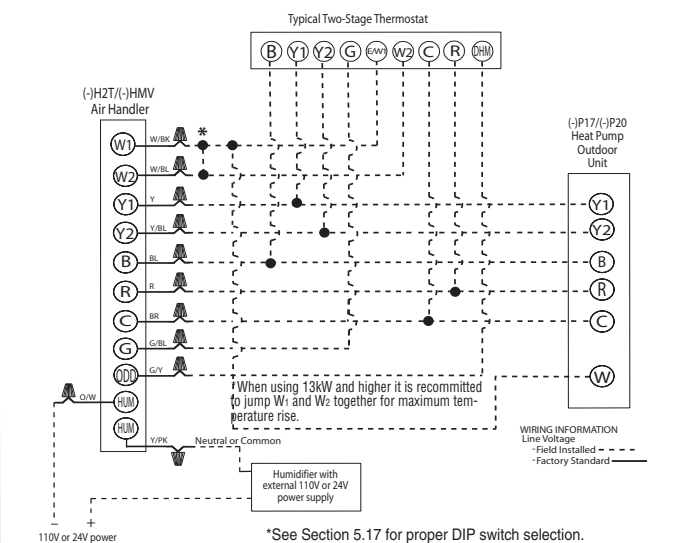 Typical Two-Stage Thermostat
B Y1 Y2 G E/W1 W2 C R DHM
(-)H2T/(-)HMV
Air Handler
(-)P17/(-)P20
Heat Pump
Outdoor
Unit
W1 W/BK *
W2 W/BL
Y1 Y Y1
Y2 Y/BL Y2
B BL B
R R R
C BR C
G G/BL
ODD G/Y W
*When using 13kW and higher it is recommitted
to jump W1 and W2 together for maximum tem-
perature rise.
O/W HUM
HUM
Y/PK Neutral or Common
WIRING INFORMATION
Line Voltage
-Field Installed
-Factory Standard
Humidifier with
external 110V or 24V
power supply
– +
110V or 24V power
*See Section 5.17 for proper DIP switch selection.